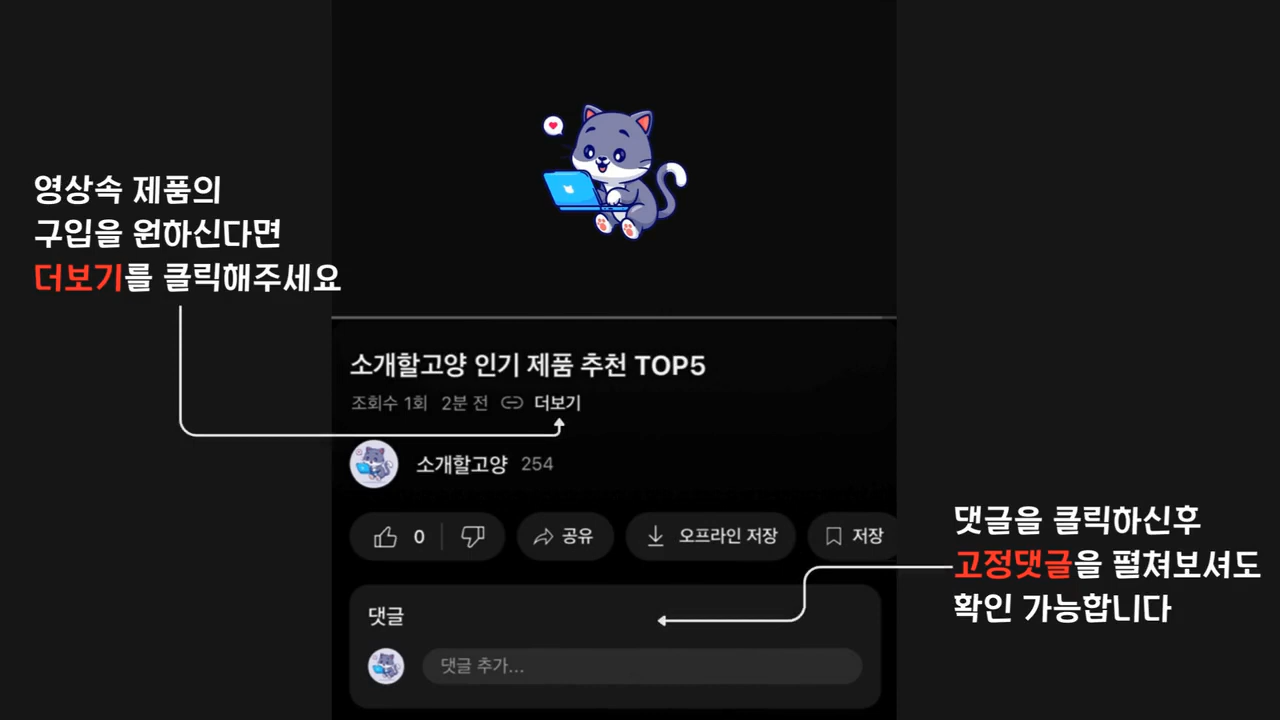 영상속 제품의
구입을 원하신다면
더보기를 클릭해주세요
소개할고양 인기 제품 추천 TOP5
조회수 1회 2분 전 더보기
소개할고양 254
0 공유 오프라인 저장 저장
댓글을 클릭하신후
고정댓글을 펼쳐보셔도
확인 가능합니다
댓글
댓글 추가...